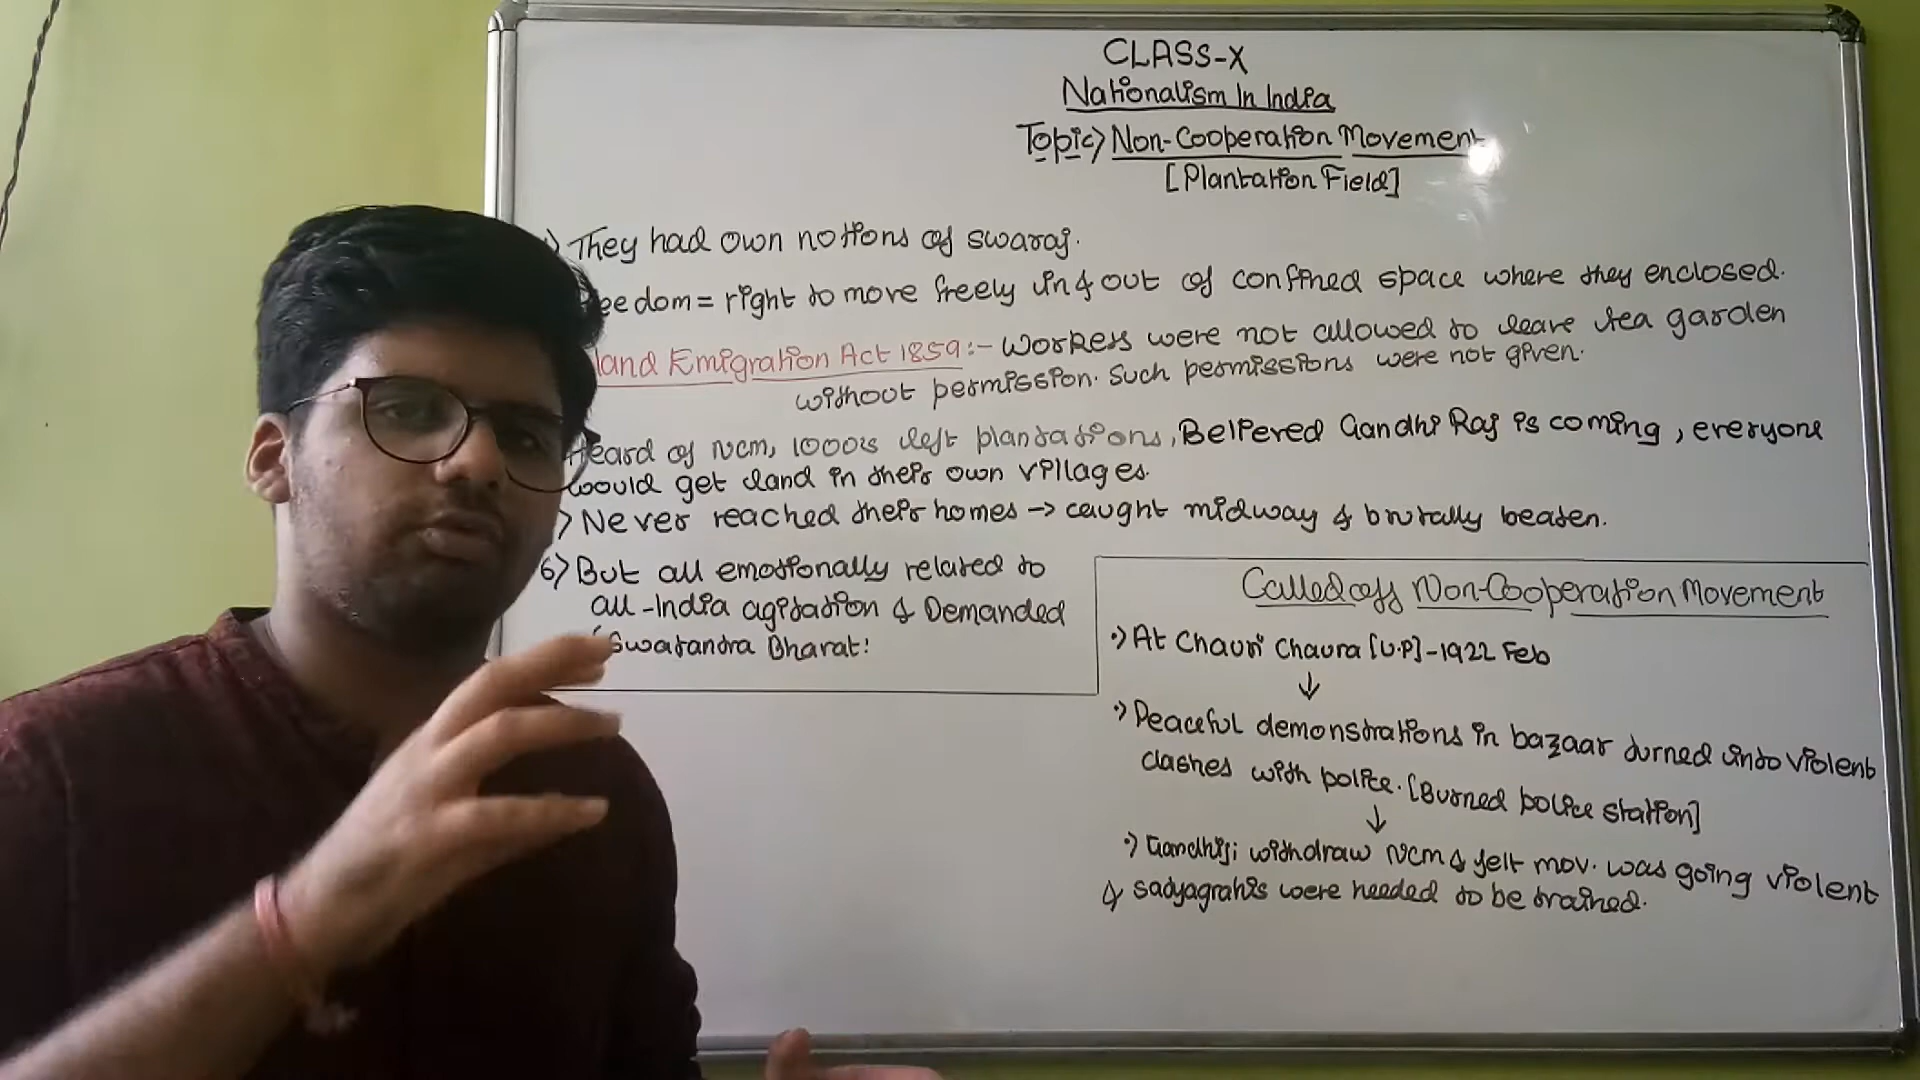 CLASS-X
Nationalism In India
Topic> Non-Cooperation Movement
[Plantation Field]
) They had own notions of swaraj.
eedom = right to move freely in & out of confined space where they enclosed.
land Emigration Act 1859:- Workers were not allowed to leave tea garden
without permission. Such permissions were not given.
Heard of NCM, 1000s left plantations, Believed Gandhi Raj is coming, everyone
would get land in their own villages.
> Never reached their homes → caught midway & brutally beaten.
6> But all emotionally related to
all-India agitation & Demanded
'Swatandra Bharat!
Called off Non-Cooperation Movement
•> At Chauri Chaura [U.P] - 1922 Feb
↓
•> Peaceful demonstrations in bazaar turned into violent
clashes with police. [Burned police station]
↓
•> Gandhiji withdraw NCM & felt mov. was going violent
& satyagrahis were needed to be trained.